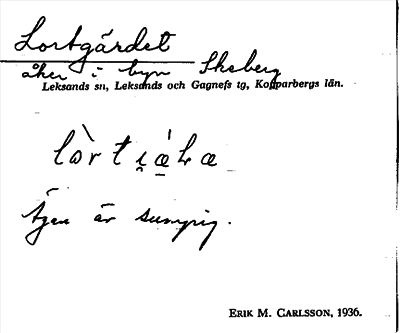 Lortgärdet
åker i byn Skeberg
Leksands sn, Leksands och Gagnefs tg, Kopparbergs län.
Ägen är sumpig.
ERIK M. CARLSSON, 1936.